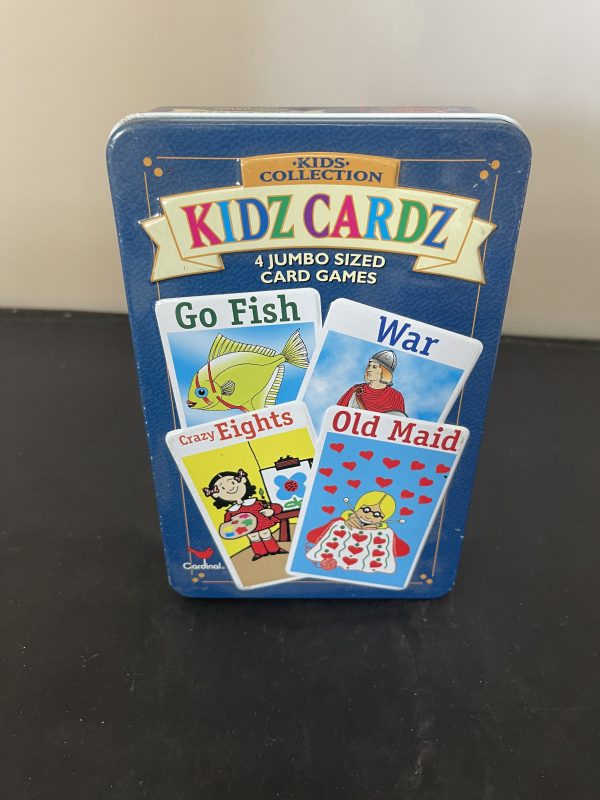 ·KIDS·
COLLECTION
KIDZ CARDZ
4 JUMBO SIZED
CARD GAMES
Go Fish
War
Crazy Eights
Old Maid
Cardinal®